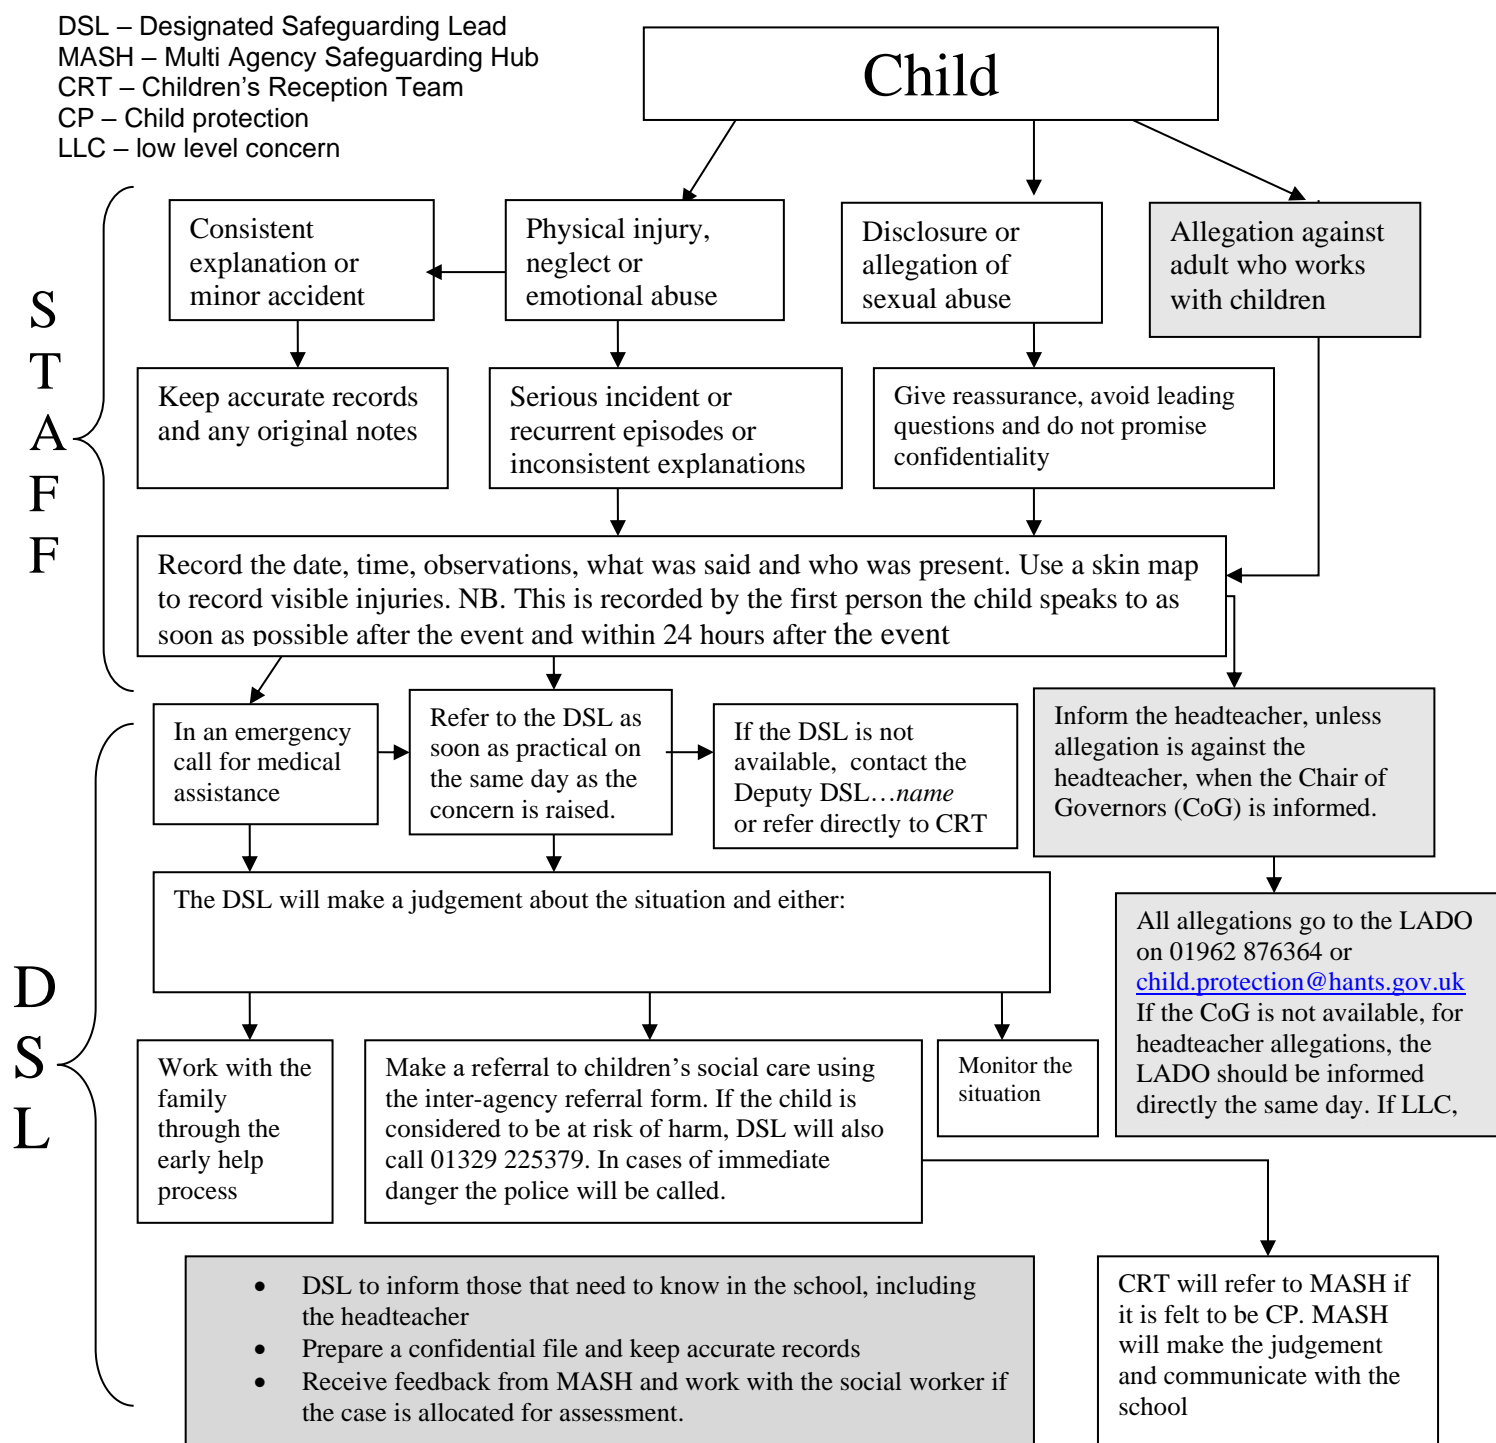 DSL – Designated Safeguarding Lead
MASH – Multi Agency Safeguarding Hub
CRT – Children's Reception Team
CP – Child protection
LLC – low level concern
Child
S
T
A
F
F
Consistent
explanation or
minor accident
Physical injury,
neglect or
emotional abuse
Disclosure or
allegation of
sexual abuse
Allegation against
adult who works
with children
Keep accurate records
and any original notes
Serious incident or
recurrent episodes or
inconsistent explanations
Give reassurance, avoid leading
questions and do not promise
confidentiality
Record the date, time, observations, what was said and who was present. Use a skin map
to record visible injuries. NB. This is recorded by the first person the child speaks to as
soon as possible after the event and within 24 hours after the event
D
S
L
In an emergency
call for medical
assistance
Refer to the DSL as
soon as practical on
the same day as the
concern is raised.
If the DSL is not
available, contact the
Deputy DSL…name
or refer directly to CRT
Inform the headteacher, unless
allegation is against the
headteacher, when the Chair of
Governors (CoG) is informed.
The DSL will make a judgement about the situation and either:
All allegations go to the LADO
on 01962 876364 or
child.protection@hants.gov.uk
If the CoG is not available, for
headteacher allegations, the
LADO should be informed
directly the same day. If LLC,
Work with the
family
through the
early help
process
Make a referral to children's social care using
the inter-agency referral form. If the child is
considered to be at risk of harm, DSL will also
call 01329 225379. In cases of immediate
danger the police will be called.
Monitor the
situation
• DSL to inform those that need to know in the school, including
the headteacher
• Prepare a confidential file and keep accurate records
• Receive feedback from MASH and work with the social worker if
the case is allocated for assessment.
CRT will refer to MASH if
it is felt to be CP. MASH
will make the judgement
and communicate with the
school